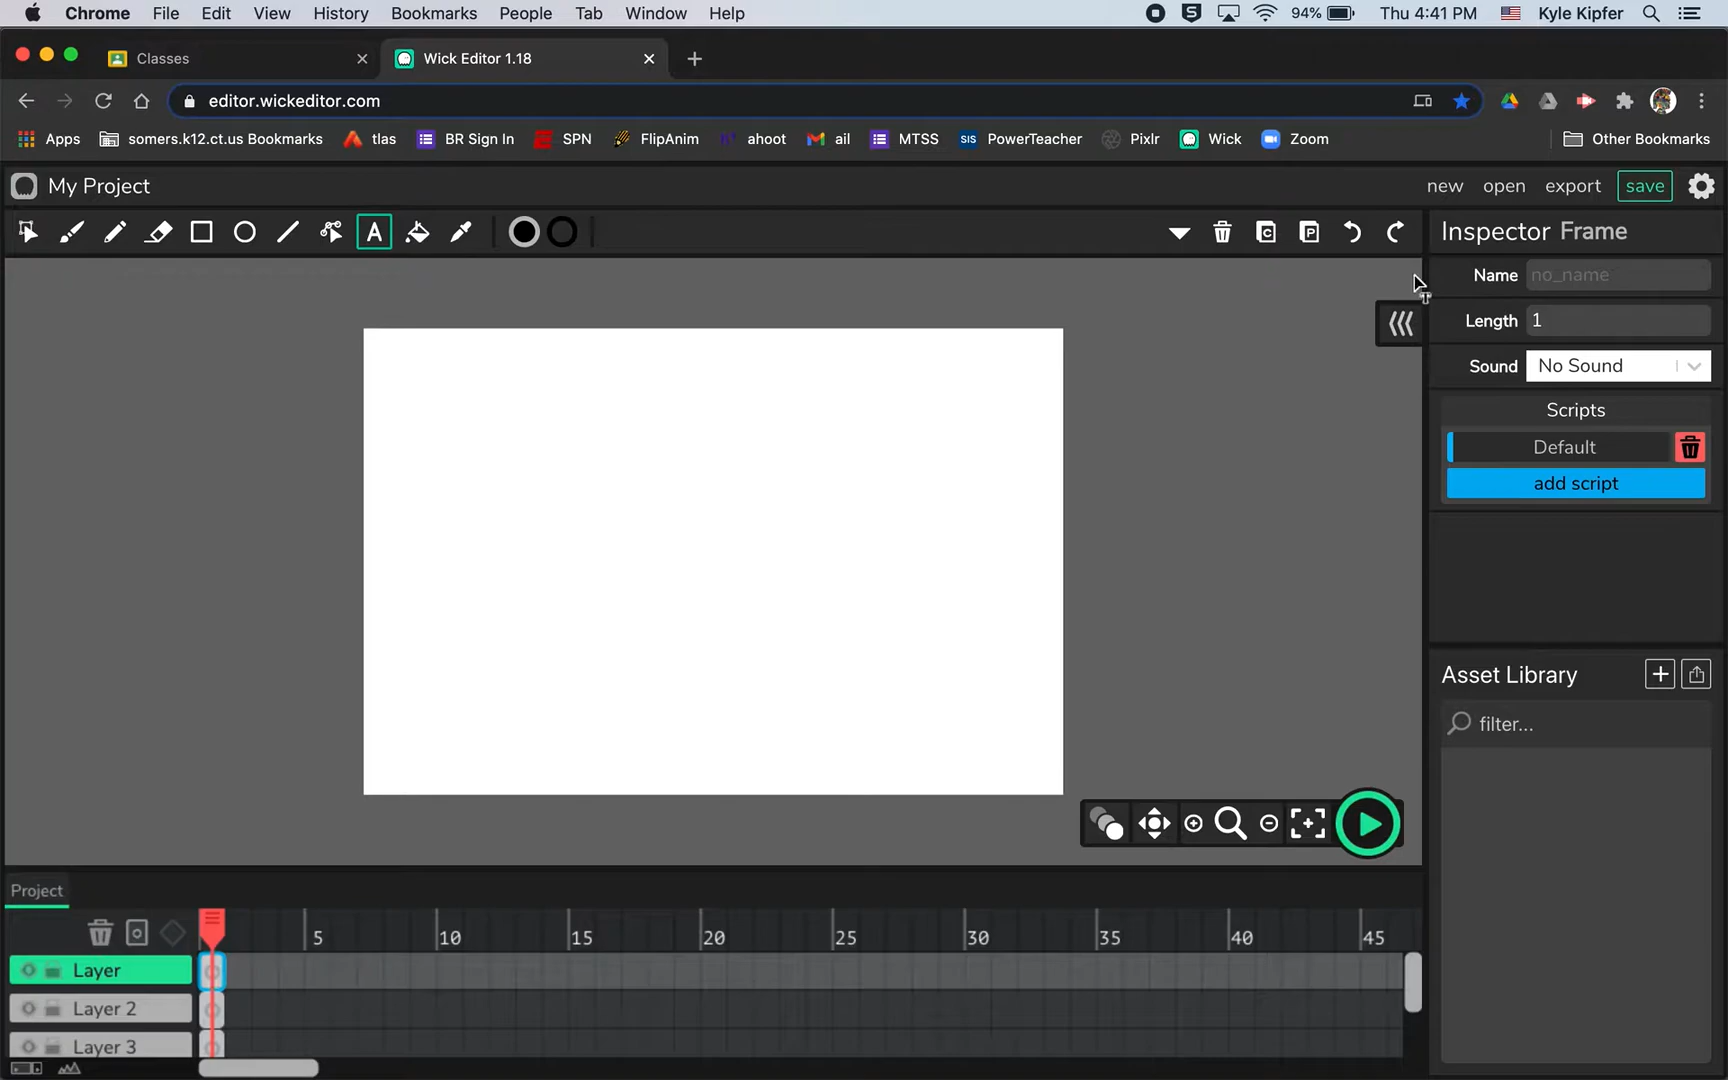 Chrome File Edit View History Bookmarks People Tab Window Help 94% Thu 4:41 PM Kyle Kipfer
Classes Wick Editor 1.18
editor.wickeditor.com
Apps somers.k12.ct.us Bookmarks tlas BR Sign In SPN FlipAnim ahoot ail MTSS SIS PowerTeacher Pixlr Wick Zoom Other Bookmarks
My Project new open export save
A Inspector Frame
Name no_name
Length 1
Sound No Sound
Scripts
Default
add script
Asset Library
filter...
Project
5 10 15 20 25 30 35 40 45
Layer
Layer 2
Layer 3